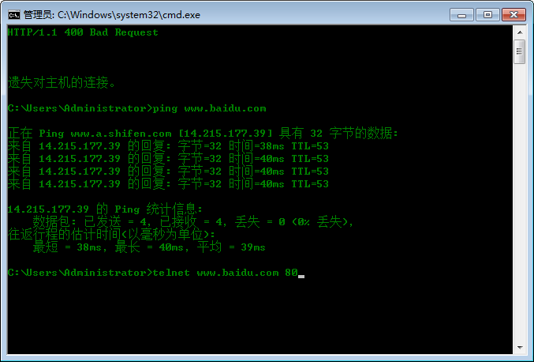 管理员: C:\Windows\system32\cmd.exe
HTTP/1.1 400 Bad Request
遗失对主机的连接。
C:\Users\Administrator>ping www.baidu.com
正在 Ping www.a.shifen.com [14.215.177.39] 具有 32 字节的数据:
来自 14.215.177.39 的回复: 字节=32 时间=38ms TTL=53
来自 14.215.177.39 的回复: 字节=32 时间=40ms TTL=53
来自 14.215.177.39 的回复: 字节=32 时间=40ms TTL=53
来自 14.215.177.39 的回复: 字节=32 时间=40ms TTL=53
14.215.177.39 的 Ping 统计信息:
数据包: 已发送 = 4, 已接收 = 4, 丢失 = 0 (0% 丢失),
往返行程的估计时间(以毫秒为单位):
最短 = 38ms, 最长 = 40ms, 平均 = 39ms
C:\Users\Administrator>telnet www.baidu.com 80